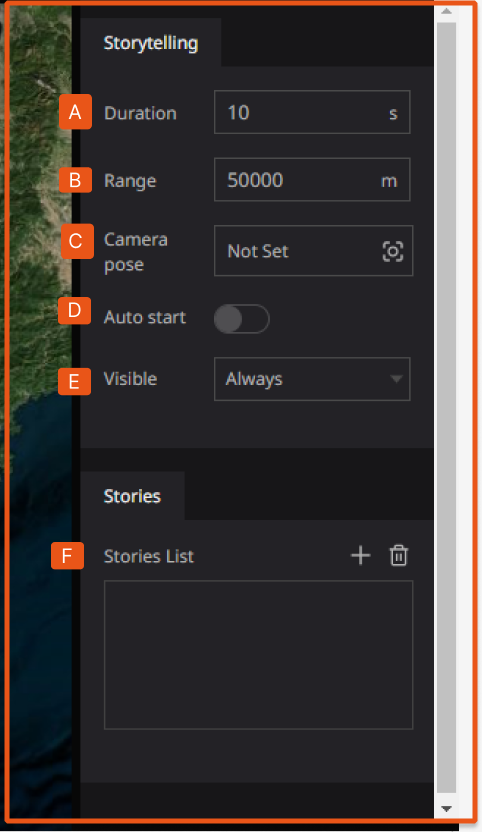 Storytelling
A Duration 10 s
B Range 50000 m
C Camera pose Not Set
D Auto start
E Visible Always
Stories
F Stories List